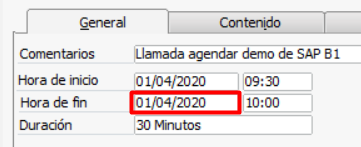 General Contenido
Comentarios Llamada agendar demo de SAP B1
Hora de inicio 01/04/2020 09:30
Hora de fin 01/04/2020 10:00
Duración 30 Minutos